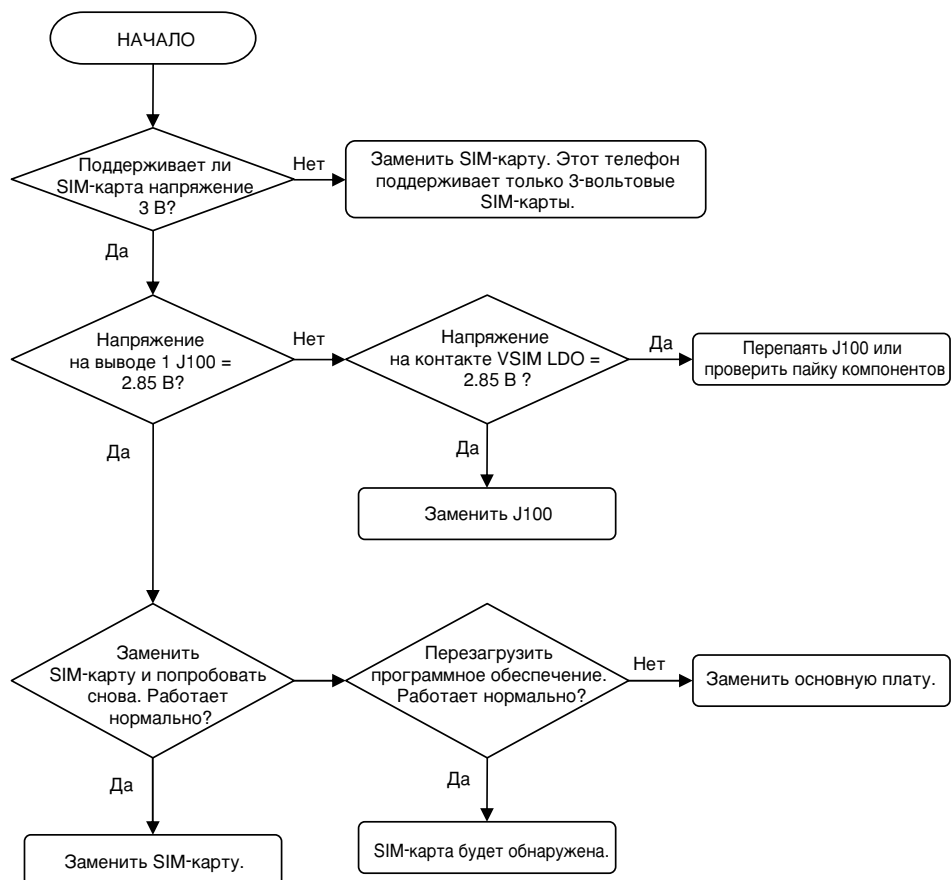 НАЧАЛО
Поддерживает ли
SIM-карта напряжение
3 В?
Нет
Заменить SIM-карту. Этот телефон
поддерживает только 3-вольтовые
SIM-карты.
Да
Напряжение
на выводе 1 J100 =
2.85 В?
Нет
Напряжение
на контакте VSIM LDO =
2.85 В ?
Да
Перепаять J100 или
проверить пайку компонентов
Да
Да
Заменить J100
Заменить
SIM-карту и попробовать
снова. Работает
нормально?
Перезагрузить
программное обеспечение.
Работает нормально?
Нет
Заменить основную плату.
Да
Да
Заменить SIM-карту.
SIM-карта будет обнаружена.